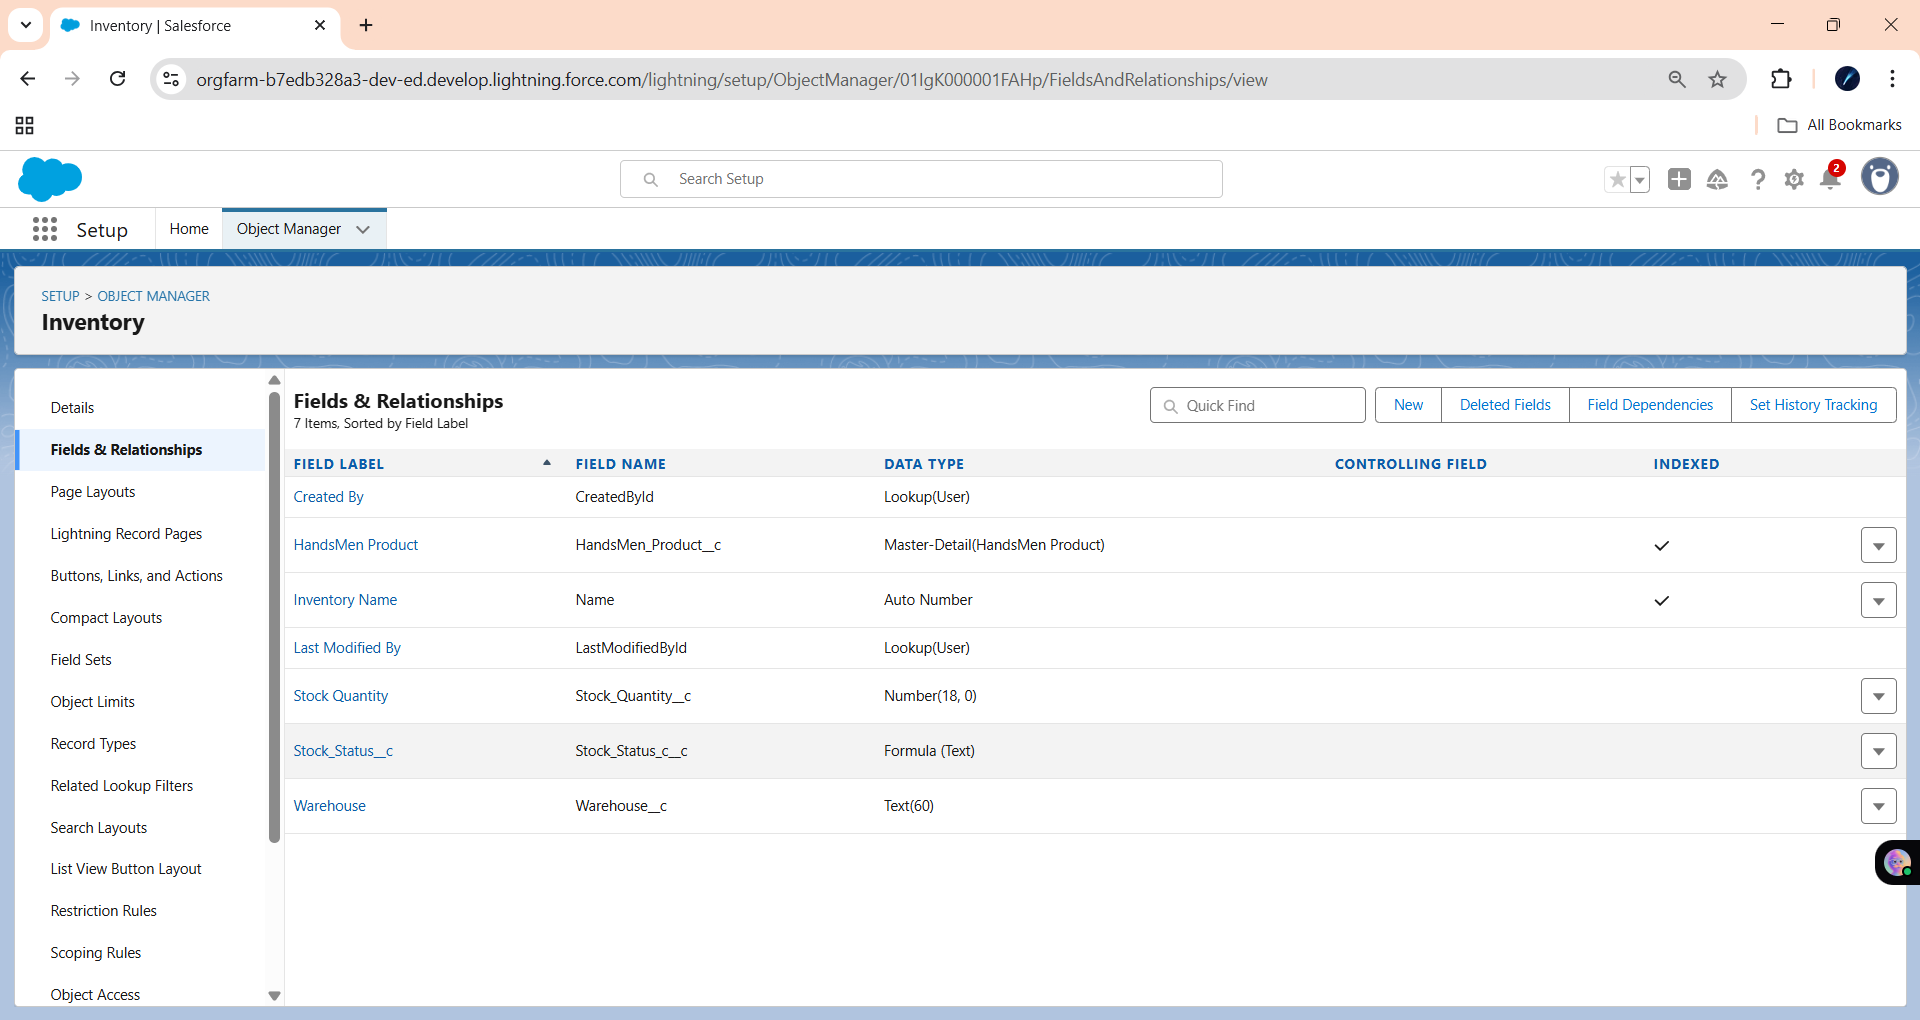 Inventory | Salesforce
orgfarm-b7edb328a3-dev-ed.develop.lightning.force.com/lightning/setup/ObjectManager/01IgK000001FAHp/FieldsAndRelationships/view
All Bookmarks
Search Setup
2
Setup
Home
Object Manager
SETUP > OBJECT MANAGER
Inventory
Details
Fields & Relationships
Page Layouts
Lightning Record Pages
Buttons, Links, and Actions
Compact Layouts
Field Sets
Object Limits
Record Types
Related Lookup Filters
Search Layouts
List View Button Layout
Restriction Rules
Scoping Rules
Object Access
Fields & Relationships
7 Items, Sorted by Field Label
Quick Find
New
Deleted Fields
Field Dependencies
Set History Tracking
FIELD LABEL FIELD NAME DATA TYPE CONTROLLING FIELD INDEXED
Created By CreatedById Lookup(User)
HandsMen Product HandsMen_Product__c Master-Detail(HandsMen Product)
Inventory Name Name Auto Number
Last Modified By LastModifiedById Lookup(User)
Stock Quantity Stock_Quantity__c Number(18, 0)
Stock_Status__c Stock_Status_c__c Formula (Text)
Warehouse Warehouse__c Text(60)